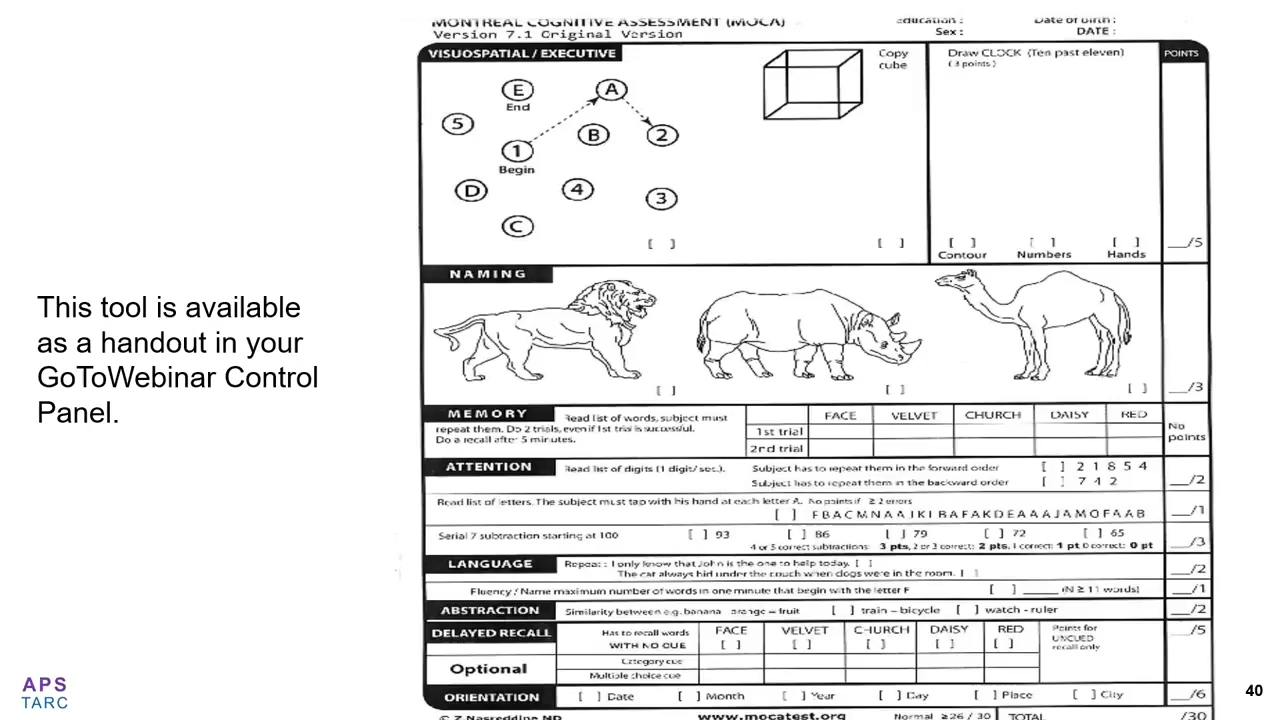 MONTREAL COGNITIVE ASSESSMENT (MOCA)
Version 7.1 Original Version
Education :
Sex :
Date of birth :
DATE :
VISUOSPATIAL / EXECUTIVE
Copy
cube
Draw CLOCK (Ten past eleven)
( 3 points )
POINTS
E
End
A
5
B
2
1
Begin
D
4
3
C
[ ]
[ ]
[ ] [ ] [ ]
Contour Numbers Hands
__/5
NAMING
[ ] [ ] [ ]
__/3
This tool is available
as a handout in your
GoToWebinar Control
Panel.
MEMORY
Read list of words, subject must
repeat them. Do 2 trials, even if 1st trial is successful.
Do a recall after 5 minutes.
FACE VELVET CHURCH DAISY RED
1st trial
2nd trial
No
points
ATTENTION
Read list of digits (1 digit/ sec.).
Subject has to repeat them in the forward order [ ] 2 1 8 5 4
Subject has to repeat them in the backward order [ ] 7 4 2
__/2
Read list of letters. The subject must tap with his hand at each letter A. No points if ≥ 2 errors
[ ] F B A C M N A A J K L B A F A K D E A A A J A M O F A A B
__/1
Serial 7 subtraction starting at 100 [ ] 93 [ ] 86 [ ] 79 [ ] 72 [ ] 65
4 or 5 correct subtractions: 3 pts, 2 or 3 correct: 2 pts, 1 correct: 1 pt, 0 correct: 0 pt
__/3
LANGUAGE
Repeat : I only know that John is the one to help today. [ ]
The cat always hid under the couch when dogs were in the room. [ ]
__/2
Fluency / Name maximum number of words in one minute that begin with the letter F [ ] _____ (N ≥ 11 words)
__/1
ABSTRACTION
Similarity between e.g. banana - orange = fruit [ ] train – bicycle [ ] watch - ruler
__/2
DELAYED RECALL
Has to recall words
WITH NO CUE
FACE VELVET CHURCH DAISY RED
[ ] [ ] [ ] [ ] [ ]
Points for
UNCUED
recall only
__/5
Optional
Category cue
Multiple choice cue
ORIENTATION
[ ] Date [ ] Month [ ] Year [ ] Day [ ] Place [ ] City
__/6
© Z.Nasreddine MD
www.mocatest.org
Normal ≥26 / 30
TOTAL
/30
APS
TARC
40